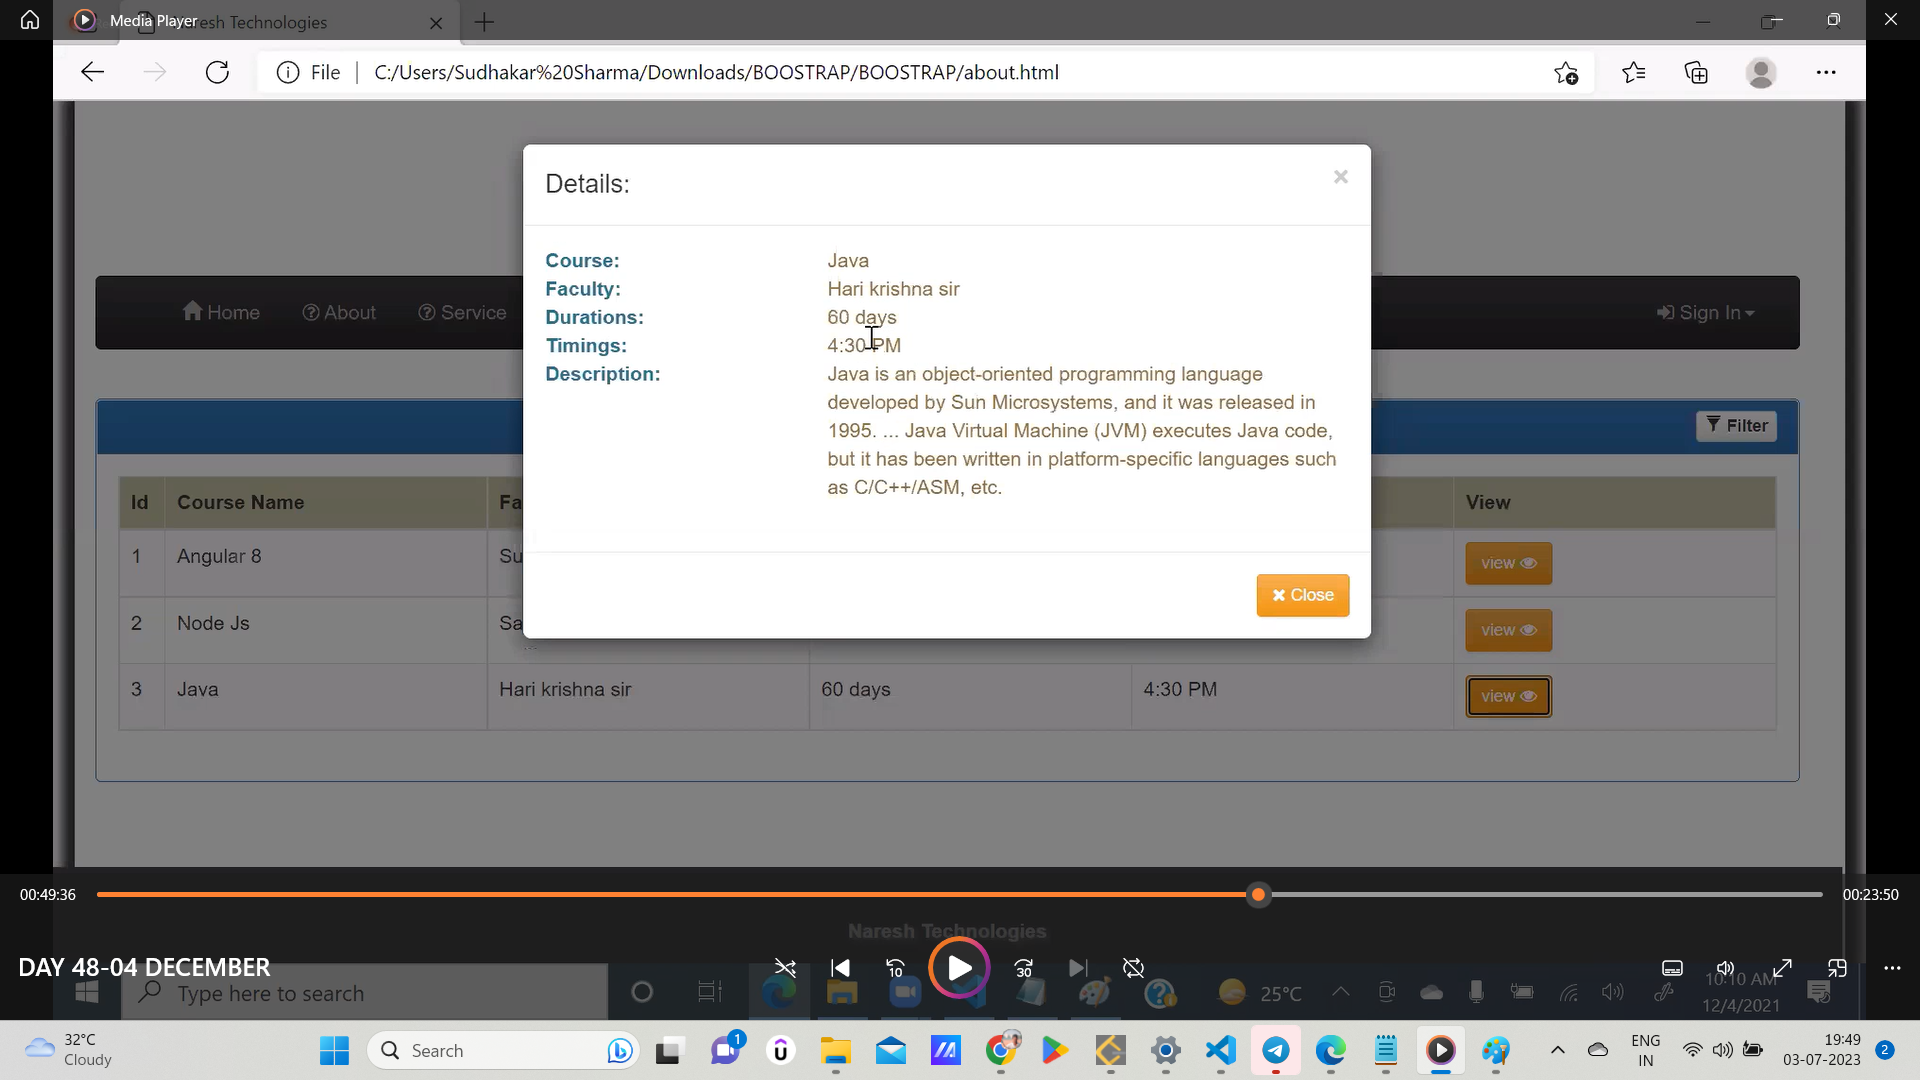 Media Player
Naresh Technologies
File
C:/Users/Sudhakar%20Sharma/Downloads/BOOSTRAP/BOOSTRAP/about.html
Details:
×
Course: Java
Faculty: Hari krishna sir
Durations: 60 days
Timings: 4:30 PM
Description: Java is an object-oriented programming language
developed by Sun Microsystems, and it was released in
1995. ... Java Virtual Machine (JVM) executes Java code,
but it has been written in platform-specific languages such
as C/C++/ASM, etc.
Close
Home About Service Sign In
Filter
Id Course Name Fa View
1 Angular 8 Su view
2 Node Js Sa view
...
3 Java Hari krishna sir 60 days 4:30 PM view
00:49:36 00:23:50
Naresh Technologies
DAY 48-04 DECEMBER
10 30
Type here to search
25°C
10:10 AM
12/4/2021
32°C
Cloudy
Search
1
ENG
IN
19:49
03-07-2023
2